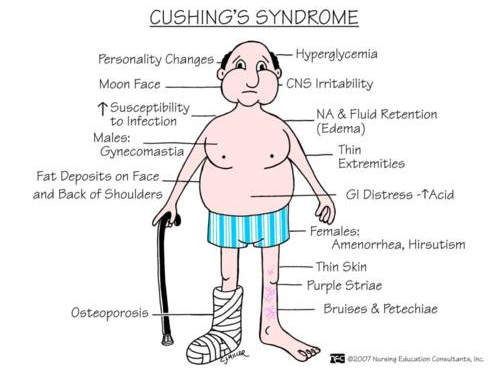 CUSHING'S SYNDROME
Personality Changes
Hyperglycemia
Moon Face
CNS Irritability
↑ Susceptibility
to Infection
NA & Fluid Retention
(Edema)
Males:
Gynecomastia
Thin
Extremities
Fat Deposits on Face
and Back of Shoulders
GI Distress -↑Acid
Females:
Amenorrhea, Hirsutism
Thin Skin
Purple Striae
Osteoporosis
Bruises & Petechiae
CJMILLER
NEC ©2007 Nursing Education Consultants, Inc.